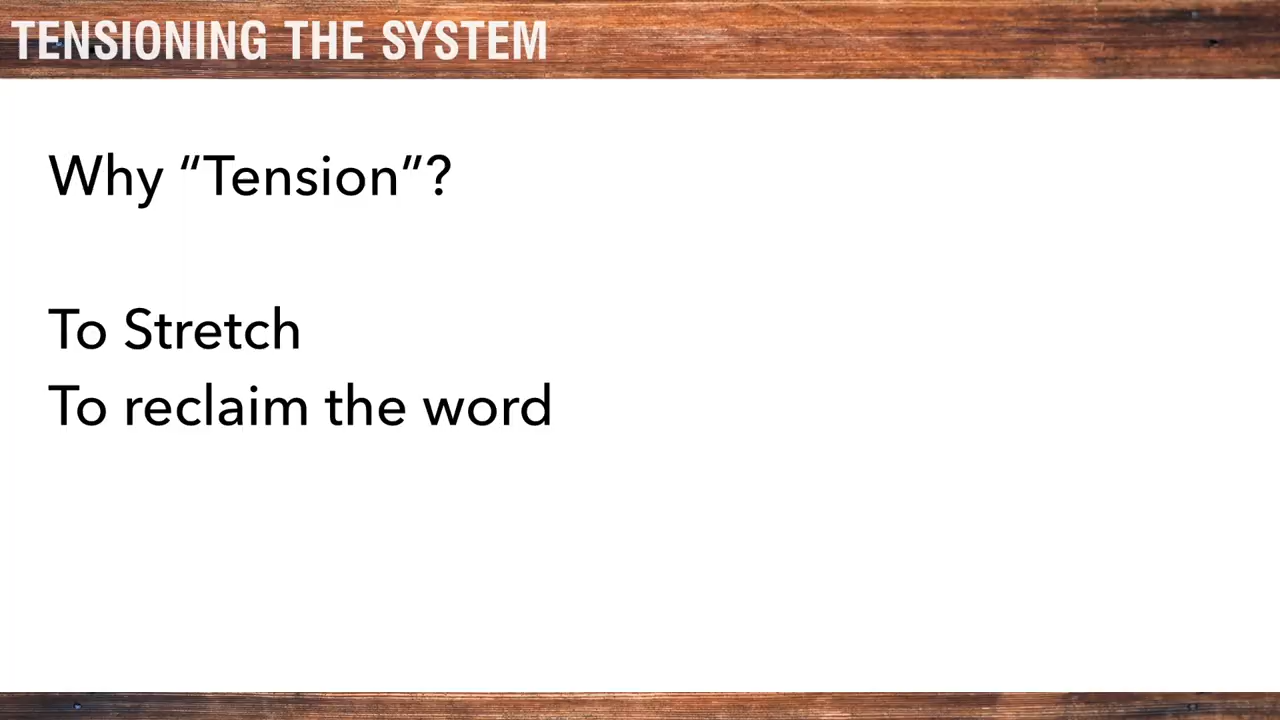 TENSIONING THE SYSTEM
Why “Tension”?
To Stretch
To reclaim the word